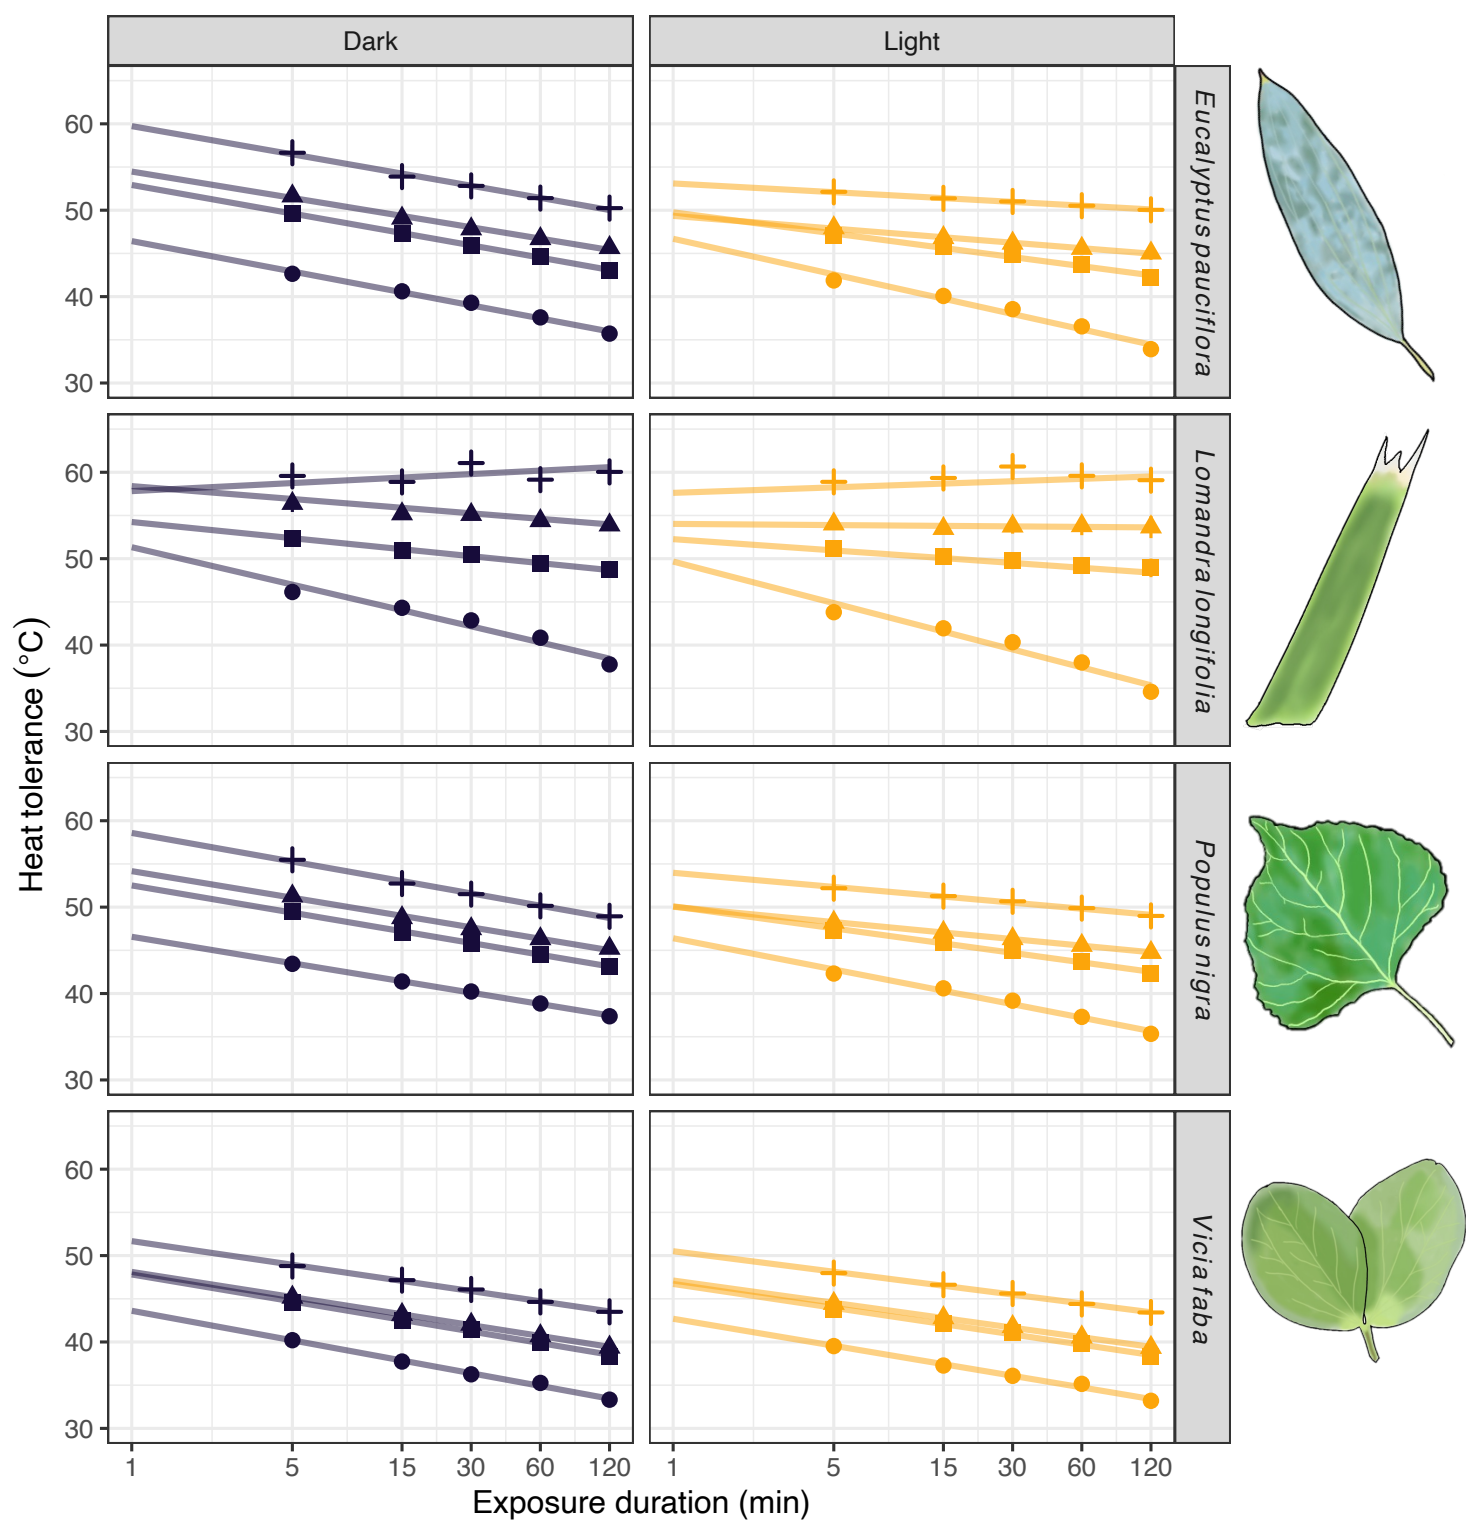 Dark
Light
60
50
40
30
Eucalyptus pauciflora
60
50
40
30
Lomandra longifolia
Heat tolerance (°C)
60
50
40
30
Populus nigra
60
50
40
30
Vicia faba
1 5 15 30 60 120
1 5 15 30 60 120
Exposure duration (min)